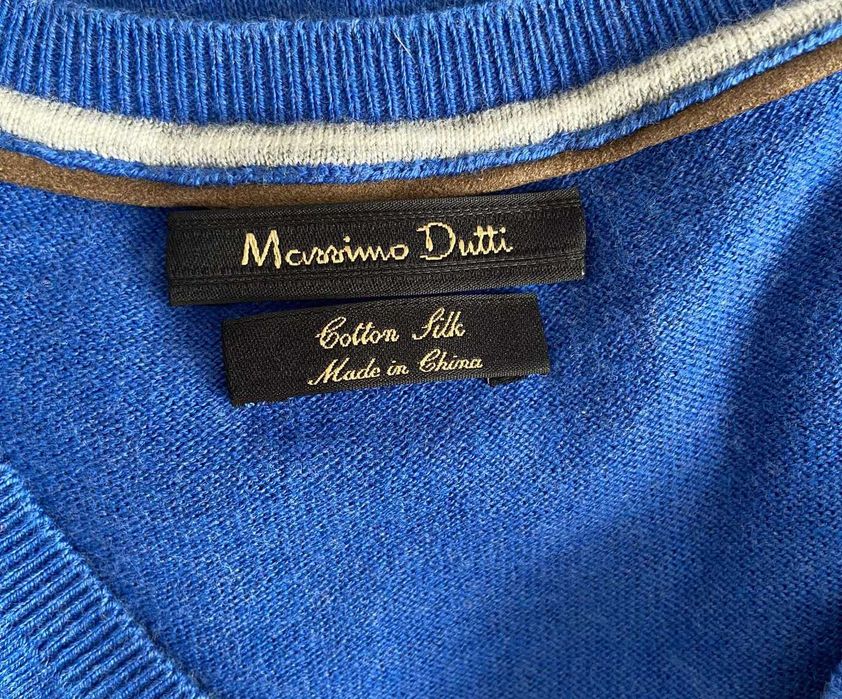 Massimo Dutti
Cotton Silk
Made in China